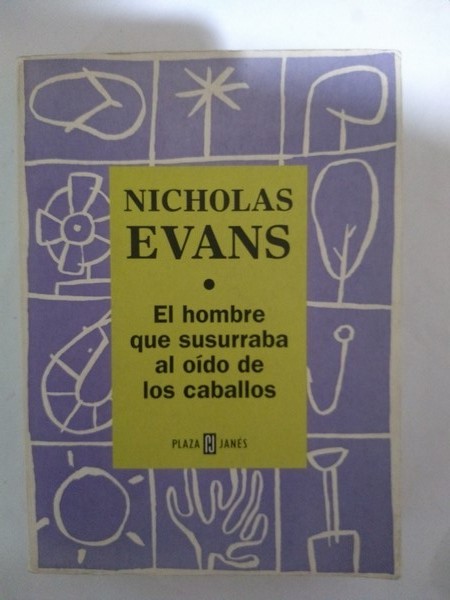 NICHOLAS
EVANS
El hombre
que susurraba
al oído de
los caballos
PLAZA JANÉS